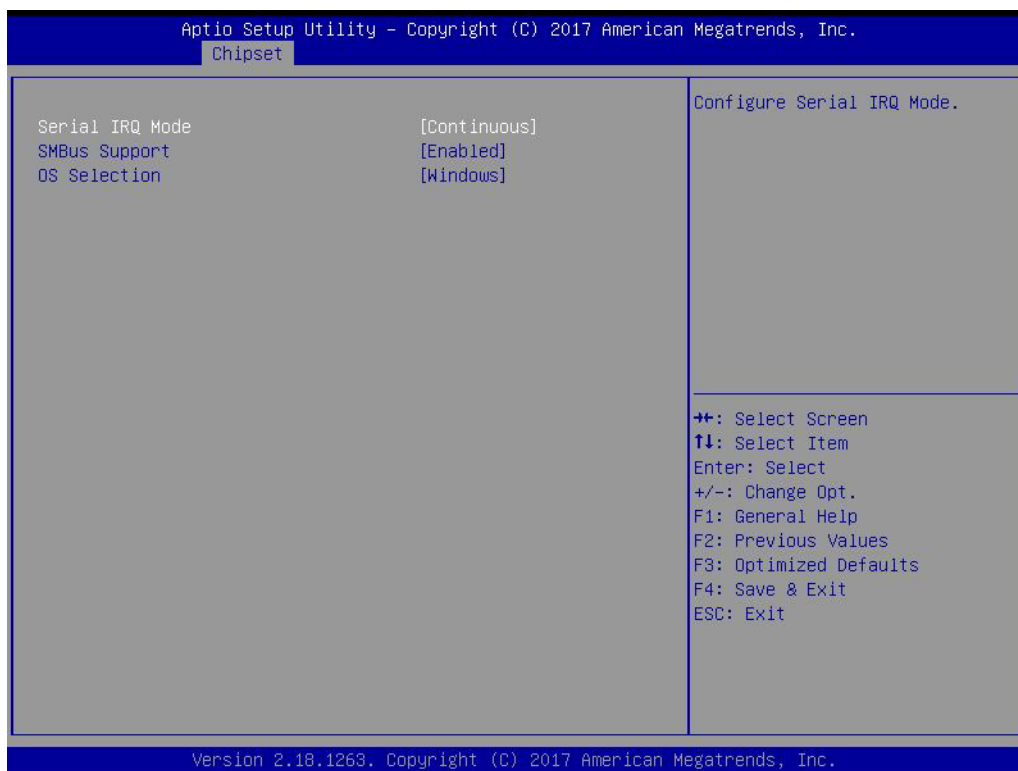 Aptio Setup Utility – Copyright (C) 2017 American Megatrends, Inc.
Chipset
Serial IRQ Mode [Continuous]
SMBus Support [Enabled]
OS Selection [Windows]
Configure Serial IRQ Mode.
→←: Select Screen
↑↓: Select Item
Enter: Select
+/-: Change Opt.
F1: General Help
F2: Previous Values
F3: Optimized Defaults
F4: Save & Exit
ESC: Exit
Version 2.18.1263. Copyright (C) 2017 American Megatrends, Inc.